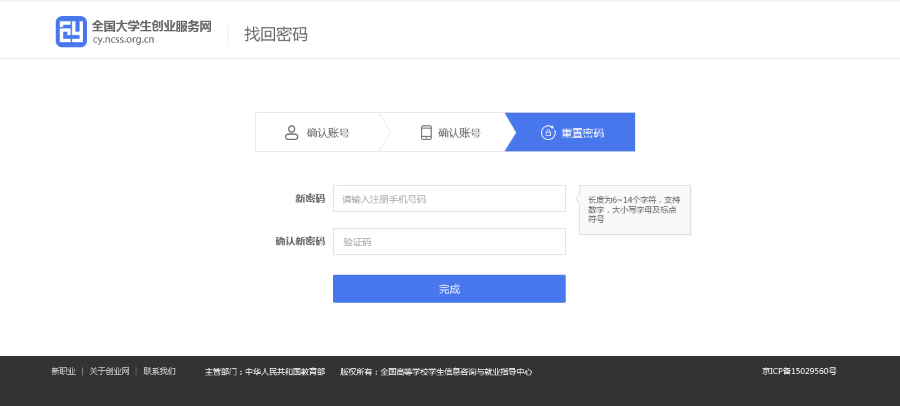 全国大学生创业服务网
cy.ncss.org.cn
找回密码
确认账号
确认账号
重置密码
新密码
请输入注册手机号码
长度为6~14个字符，支持
数字，大小写字母及标点
符号
确认新密码
验证码
完成
新职业 | 关于创业网 | 联系我们 主管部门：中华人民共和国教育部 版权所有：全国高等学校学生信息咨询与就业指导中心 京ICP备15029560号